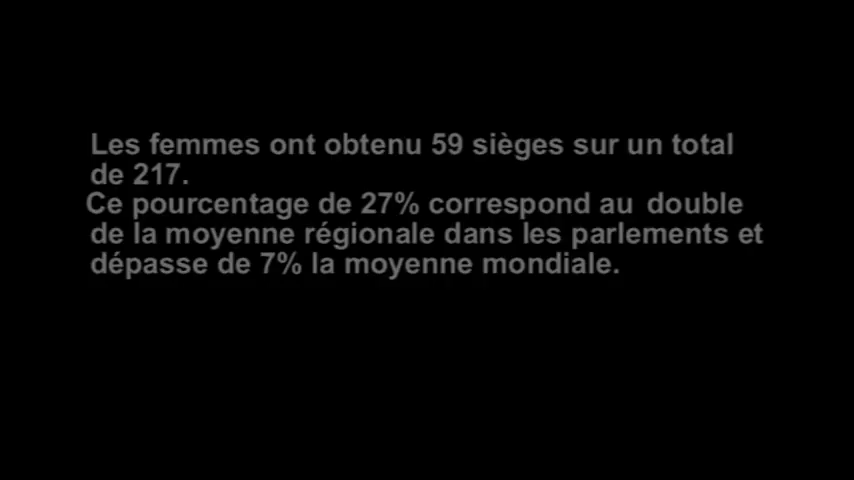 Les femmes ont obtenu 59 sièges sur un total
de 217.
Ce pourcentage de 27% correspond au double
de la moyenne régionale dans les parlements et
dépasse de 7% la moyenne mondiale.